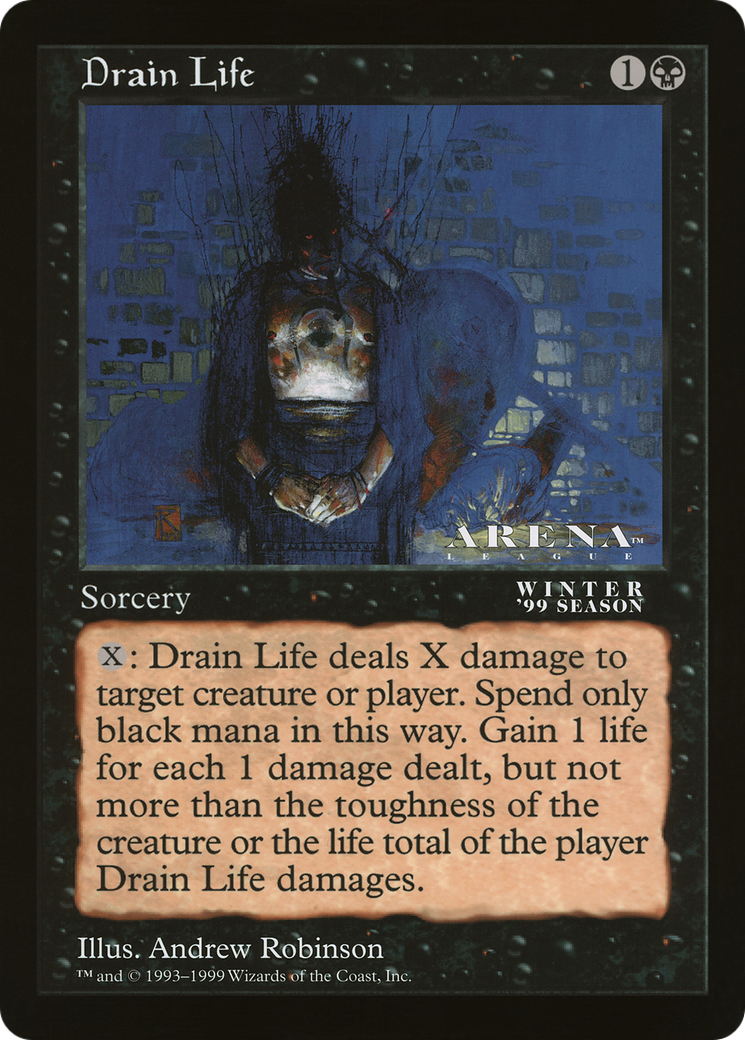 Drain Life 1
ARENA™
LEAGUE
Sorcery
WINTER
'99 SEASON
X: Drain Life deals X damage to
target creature or player. Spend only
black mana in this way. Gain 1 life
for each 1 damage dealt, but not
more than the toughness of the
creature or the life total of the player
Drain Life damages.
Illus. Andrew Robinson
™ and © 1993–1999 Wizards of the Coast, Inc.